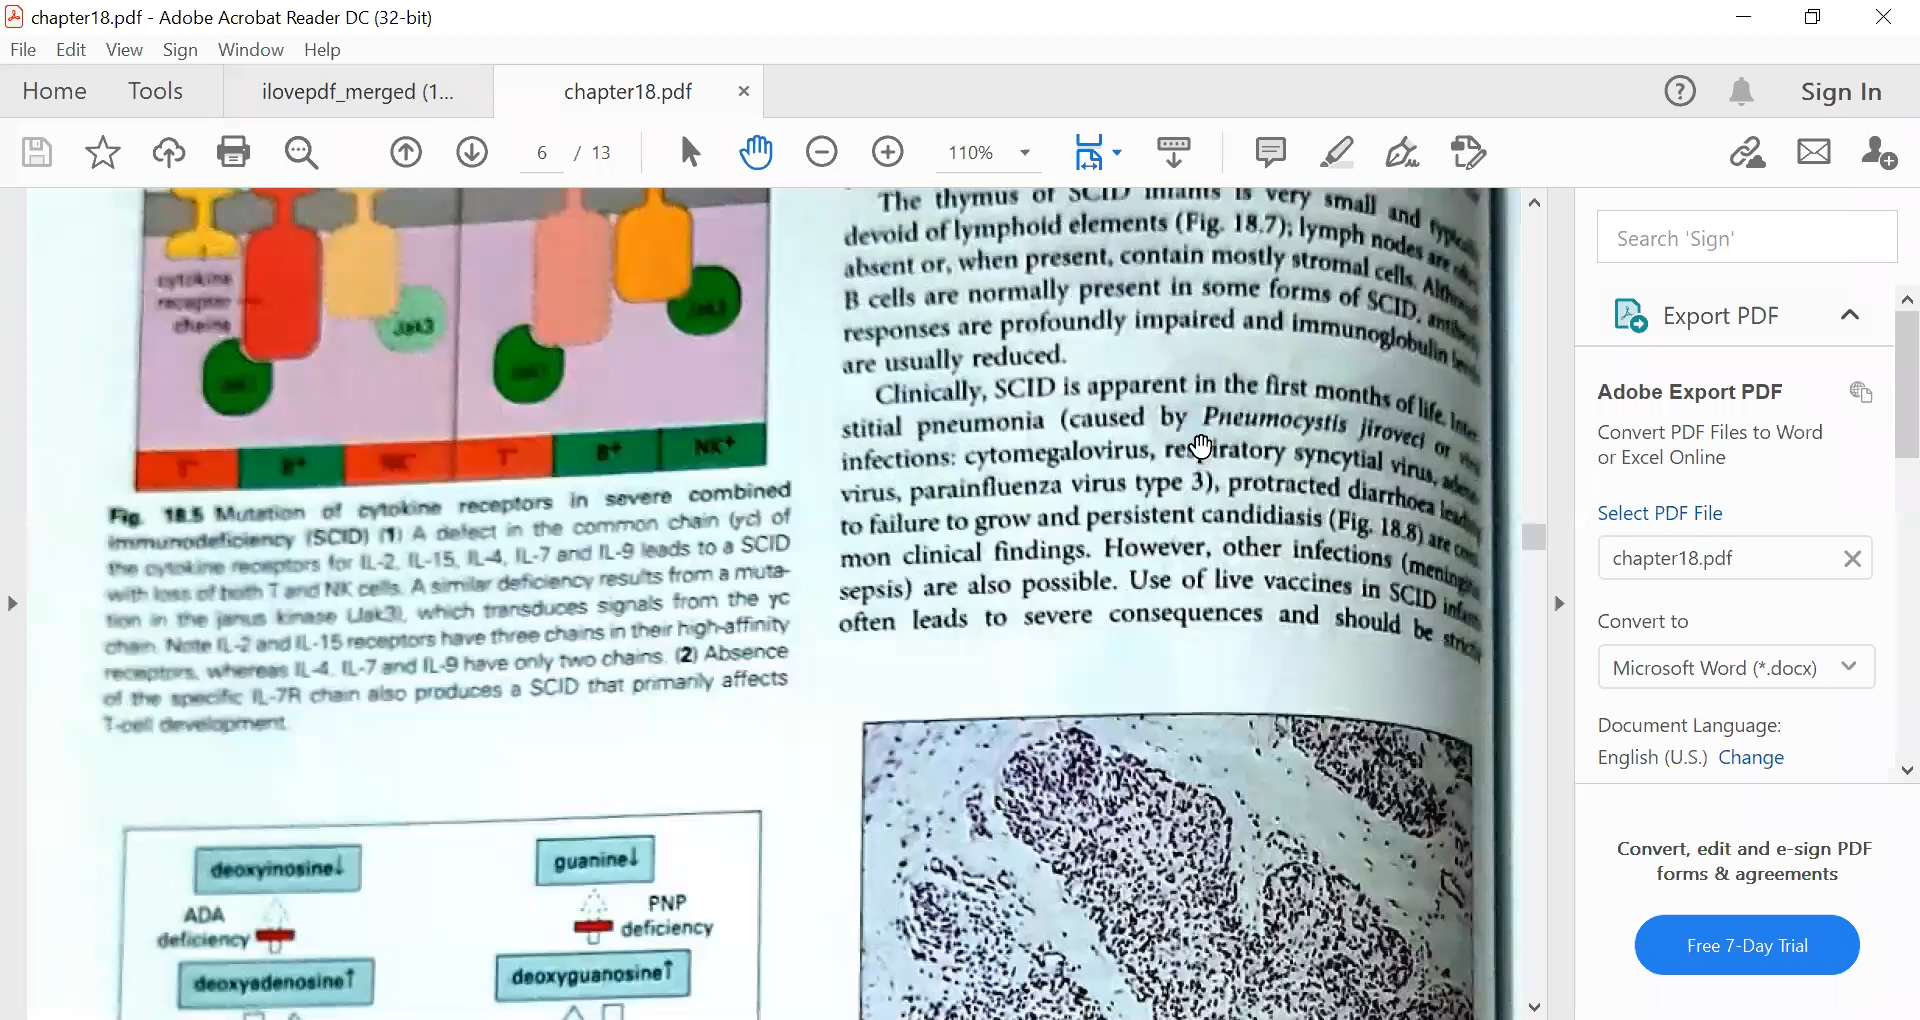 chapter18.pdf - Adobe Acrobat Reader DC (32-bit)
File Edit View Sign Window Help
Home Tools ilovepdf_merged (1... chapter18.pdf Sign In
6 / 13 110%
cytokine
receptor
chains
Jak3
Jak3
T⁻ B⁺ NK⁻ T⁻ B⁺ NK⁺
Fig. 18.5 Mutation of cytokine receptors in severe combined
immunodeficiency (SCID) (1) A defect in the common chain (γc) of
the cytokine receptors for IL-2, IL-15, IL-4, IL-7 and IL-9 leads to a SCID
with loss of both T and NK cells. A similar deficiency results from a muta-
tion in the janus kinase (Jak3), which transduces signals from the γc
chain. Note IL-2 and IL-15 receptors have three chains in their high-affinity
receptors, whereas IL-4, IL-7 and IL-9 have only two chains. (2) Absence
of the specific IL-7R chain also produces a SCID that primarily affects
T-cell development.
deoxyinosine↓ guanine↓
ADA
deficiency
PNP
deficiency
deoxyadenosine↑ deoxyguanosine↑
The thymus of SCID infants is very small and
devoid of lymphoid elements (Fig. 18.7); lymph nodes are
absent or, when present, contain mostly stromal cells.
B cells are normally present in some forms of SCID,
responses are profoundly impaired and immunoglobulin
are usually reduced.
Clinically, SCID is apparent in the first months of life.
stitial pneumonia (caused by Pneumocystis jiroveci or
infections: cytomegalovirus, respiratory syncytial virus,
virus, parainfluenza virus type 3), protracted diarrhoea
to failure to grow and persistent candidiasis (Fig. 18.8) are
mon clinical findings. However, other infections
sepsis) are also possible. Use of live vaccines in SCID
often leads to severe consequences and should be
Search 'Sign'
Export PDF
Adobe Export PDF
Convert PDF Files to Word
or Excel Online
Select PDF File
chapter18.pdf
Convert to
Microsoft Word (*.docx)
Document Language:
English (U.S.) Change
Convert, edit and e-sign PDF
forms & agreements
Free 7-Day Trial